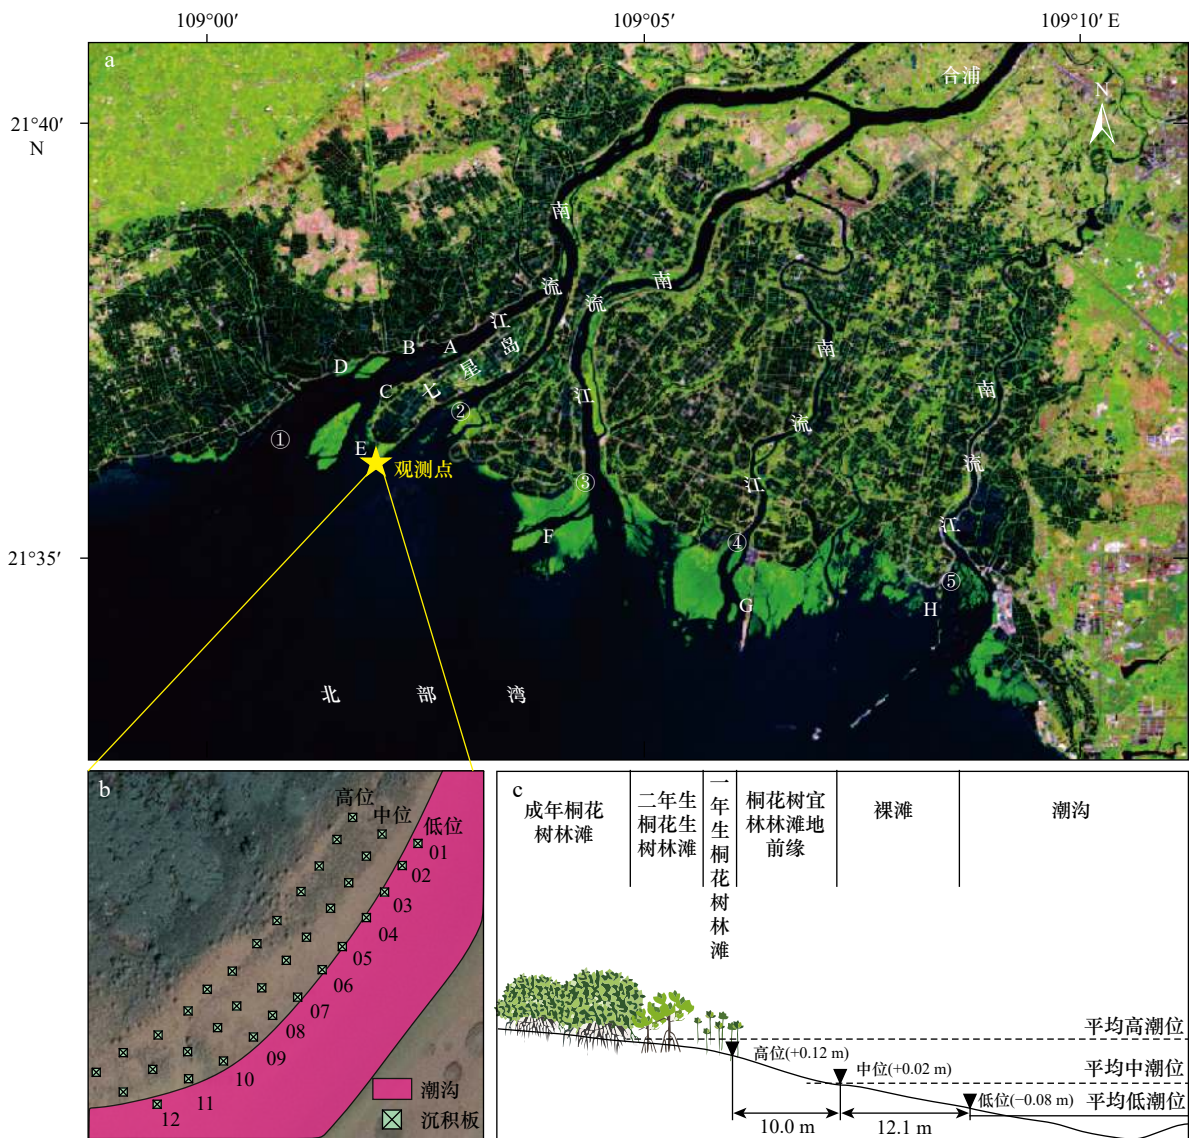 109°00′
109°05′
109°10′ E
a
合浦
N
21°40′
N
南
流
江
南
流
江
南
流
江
南
流
江
七星岛
D
B
A
C
E
①
②
③
④
⑤
F
G
H
观测点
21°35′
北部湾
b
高位
中位
低位
01
02
03
04
05
06
07
08
09
10
11
12
潮沟
沉积板
c
成年桐花
树林滩
二年生
桐花生
树林滩
一
年
生
桐
花
树
林
滩
桐花树宜
林林滩地
前缘
裸滩
潮沟
平均高潮位
高位(+0.12 m)
平均中潮位
中位(+0.02 m)
平均低潮位
低位(−0.08 m)
10.0 m
12.1 m